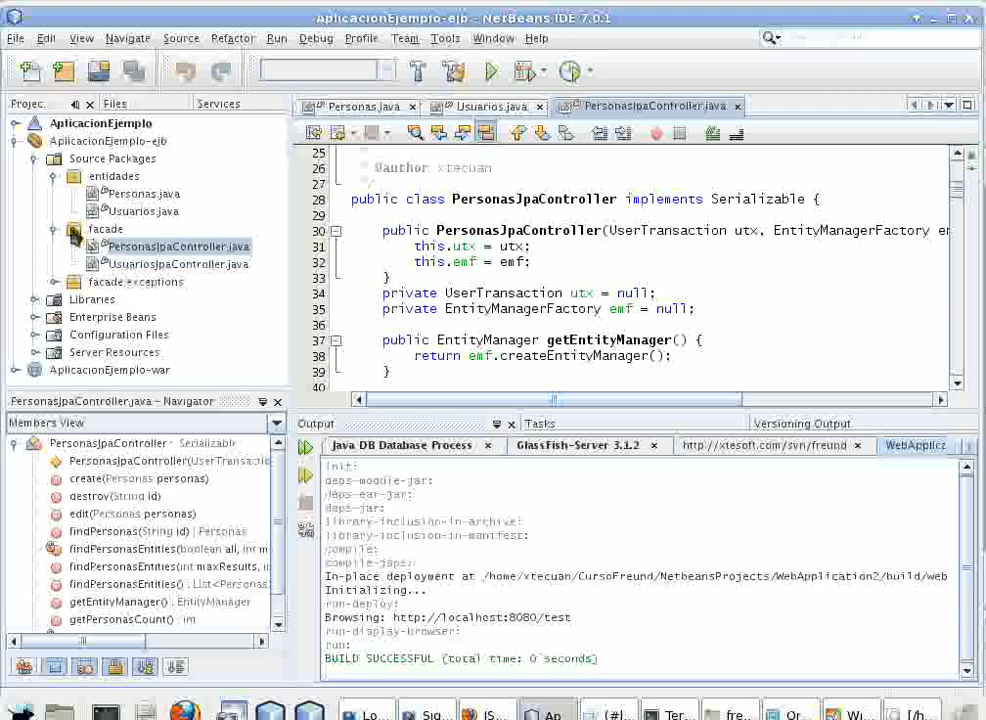 AplicacionEjemplo-ejb - NetBeans IDE 7.0.1
File Edit View Navigate Source Refactor Run Debug Profile Team Tools Window Help
Projec Files Services
AplicacionEjemplo
AplicacionEjemplo-ejb
Source Packages
entidades
Personas.java
Usuarios.java
facade
PersonasJpaController.java
UsuariosJpaController.java
facade.exceptions
Libraries
Enterprise Beans
Configuration Files
Server Resources
AplicacionEjemplo-war
Personas.java Usuarios.java PersonasJpaController.java
25
26 * @author xtecuan
27 */
28 public class PersonasJpaController implements Serializable {
30 public PersonasJpaController(UserTransaction utx, EntityManagerFactory
31 this.utx = utx;
32 this.emf = emf;
33 }
34 private UserTransaction utx = null;
35 private EntityManagerFactory emf = null;
36
37 public EntityManager getEntityManager() {
38 return emf.createEntityManager();
39 }
40
PersonasJpaController.java - Navigator
Members View
PersonasJpaController : Serializable
PersonasJpaController(UserTransactio
create(Personas personas)
destroy(String id)
edit(Personas personas)
findPersonas(String id) : Personas
findPersonasEntities(boolean all, int m
findPersonasEntities(int maxResults, i
findPersonasEntities() : List<Personas
getEntityManager() : EntityManager
getPersonasCount() : int
Output Tasks Versioning Output
Java DB Database Process GlassFish-Server 3.1.2 http://xtesoft.com/svn/freund WebApplic
init:
deps-module-jar:
deps-ear-jar:
deps-jar:
library-inclusion-in-archive:
library-inclusion-in-manifest:
compile:
compile-jsps:
In-place deployment at /home/xtecuan/CursoFreund/NetbeansProjects/WebApplication2/build/web
Initializing...
run-deploy:
Browsing: http://localhost:8080/test
run-display-browser:
run:
BUILD SUCCESSFUL (total time: 0 seconds)
Lo... Sig... [S... Ap (#[... Ter... fre... Or... Wi... [/h...